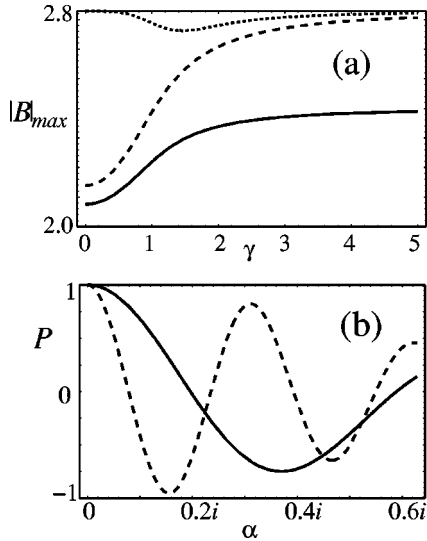 2.8
(a)
|B|max
2.0
0 1 2 3 4 5
γ
1
(b)
P
0
−1
0 0.2i 0.4i 0.6i
α